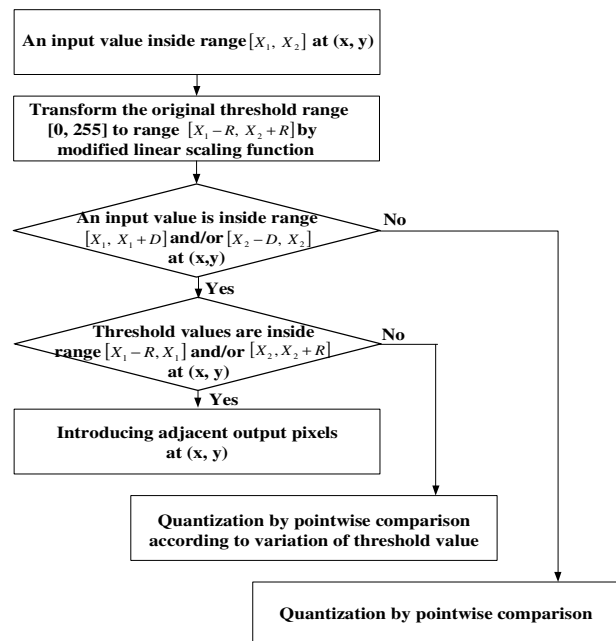 An input value inside range [X₁, X₂] at (x, y)
Transform the original threshold range
[0, 255] to range [X₁ − R, X₂ + R] by
modified linear scaling function
An input value is inside range
[X₁, X₁ + D] and/or [X₂ − D, X₂]
at (x,y)
No
Yes
Threshold values are inside
range [X₁ − R, X₁] and/or [X₂, X₂ + R]
at (x, y)
No
Yes
Introducing adjacent output pixels
at (x, y)
Quantization by pointwise comparison
according to variation of threshold value
Quantization by pointwise comparison